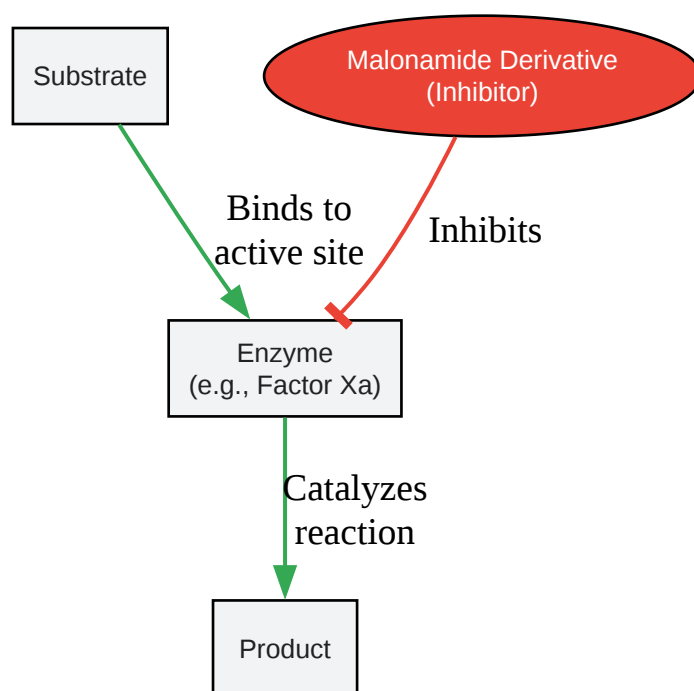 Substrate
Malonamide Derivative
(Inhibitor)
Binds to
active site
Inhibits
Enzyme
(e.g., Factor Xa)
Catalyzes
reaction
Product